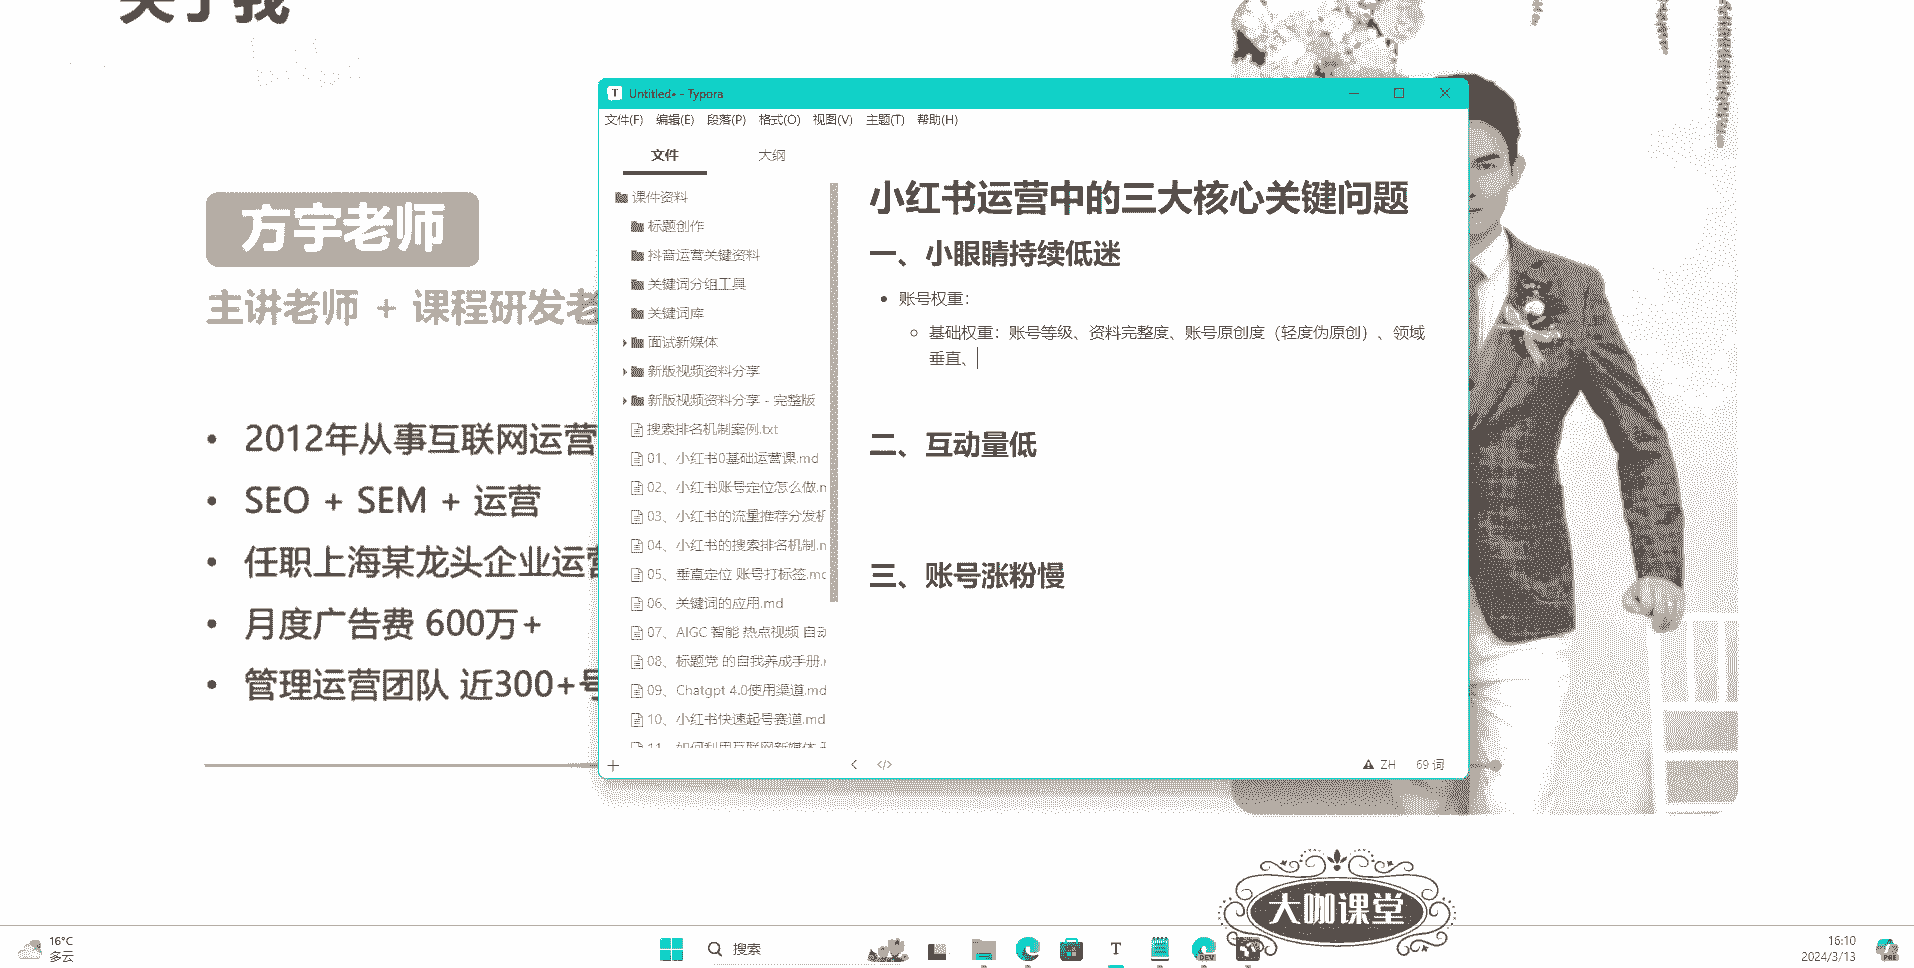 关于我
方宇老师
主讲老师 + 课程研发老
2012年从事互联网运营
SEO + SEM + 运营
任职上海某龙头企业运营
月度广告费 600万+
管理运营团队 近300+号
Untitled• - Typora
文件(F) 编辑(E) 段落(P) 格式(O) 视图(V) 主题(T) 帮助(H)
文件 大纲
课件资料
标题创作
抖音运营关键资料
关键词分组工具
关键词库
面试新媒体
新版视频资料分享
新版视频资料分享 - 完整版
搜索排名机制案例.txt
01、小红书0基础运营课.md
02、小红书账号定位怎么做.m
03、小红书的流量推荐分发机
04、小红书的搜索排名机制.m
05、垂直定位 账号打标签.md
06、关键词的应用.md
07、AIGC 智能 热点视频 自动
08、标题党 的自我养成手册.
09、Chatgpt 4.0使用渠道.md
10、小红书快速起号赛道.md
小红书运营中的三大核心关键问题
一、小眼睛持续低迷
账号权重：
基础权重：账号等级、资料完整度、账号原创度（轻度伪原创）、领域
垂直、
二、互动量低
三、账号涨粉慢
ZH 69 词
大咖课堂
16°C
多云
搜索
16:10
2024/3/13